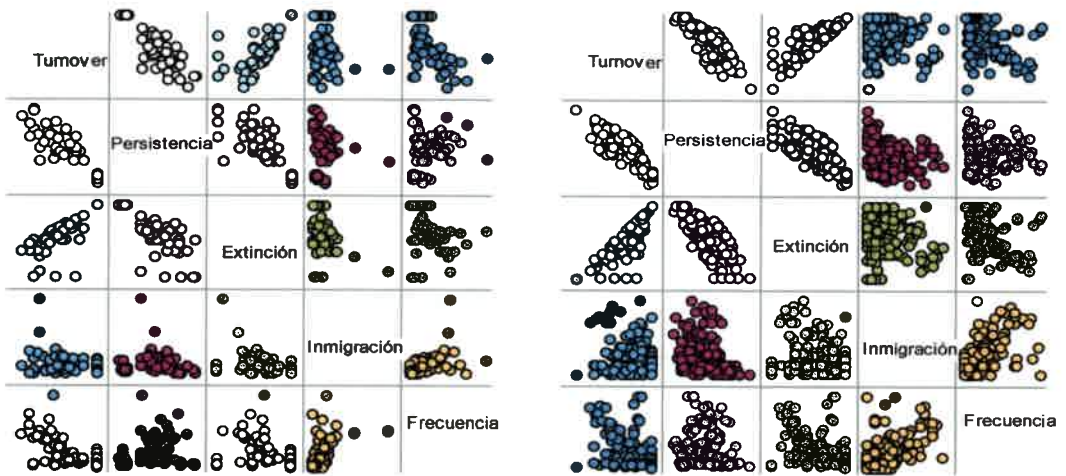 Turnover
Persistencia
Extinción
Inmigración
Frecuencia
Turnover
Persistencia
Extinción
Inmigración
Frecuencia